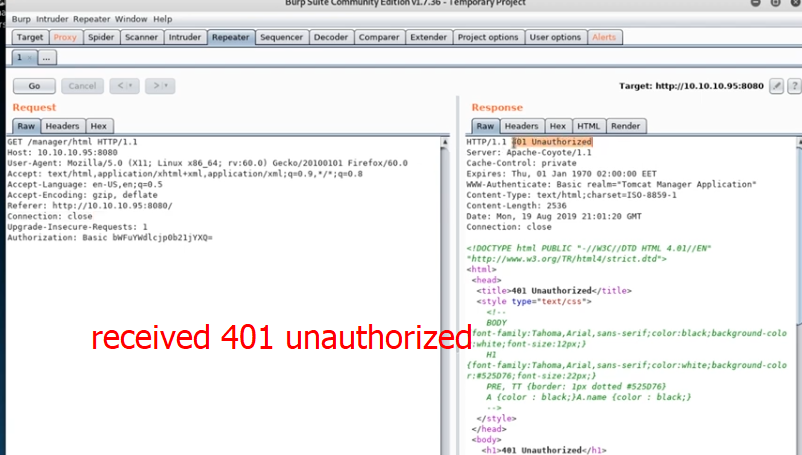 Burp Suite Community Edition v1.7.36 - Temporary Project
Burp Intruder Repeater Window Help
Target Proxy Spider Scanner Intruder Repeater Sequencer Decoder Comparer Extender Project options User options Alerts
1 × ...
Go Cancel < > Target: http://10.10.10.95:8080 ?
Request
Raw Headers Hex
GET /manager/html HTTP/1.1
Host: 10.10.10.95:8080
User-Agent: Mozilla/5.0 (X11; Linux x86_64; rv:60.0) Gecko/20100101 Firefox/60.0
Accept: text/html,application/xhtml+xml,application/xml;q=0.9,*/*;q=0.8
Accept-Language: en-US,en;q=0.5
Accept-Encoding: gzip, deflate
Referer: http://10.10.10.95:8080/
Connection: close
Upgrade-Insecure-Requests: 1
Authorization: Basic bWFuYWdlcjp0b21jYXQ=
received 401 unauthorized
Response
Raw Headers Hex HTML Render
HTTP/1.1 401 Unauthorized
Server: Apache-Coyote/1.1
Cache-Control: private
Expires: Thu, 01 Jan 1970 02:00:00 EET
WWW-Authenticate: Basic realm="Tomcat Manager Application"
Content-Type: text/html;charset=ISO-8859-1
Content-Length: 2536
Date: Mon, 19 Aug 2019 21:01:20 GMT
Connection: close
<!DOCTYPE html PUBLIC "-//W3C//DTD HTML 4.01//EN"
"http://www.w3.org/TR/html4/strict.dtd">
<html>
<head>
<title>401 Unauthorized</title>
<style type="text/css">
<!--
BODY
{font-family:Tahoma,Arial,sans-serif;color:black;background-colo
r:white;font-size:12px;}
H1
{font-family:Tahoma,Arial,sans-serif;color:white;background-colo
r:#525D76;font-size:22px;}
PRE, TT {border: 1px dotted #525D76}
A {color : black;}A.name {color : black;}
-->
</style>
</head>
<body>
<h1>401 Unauthorized</h1>